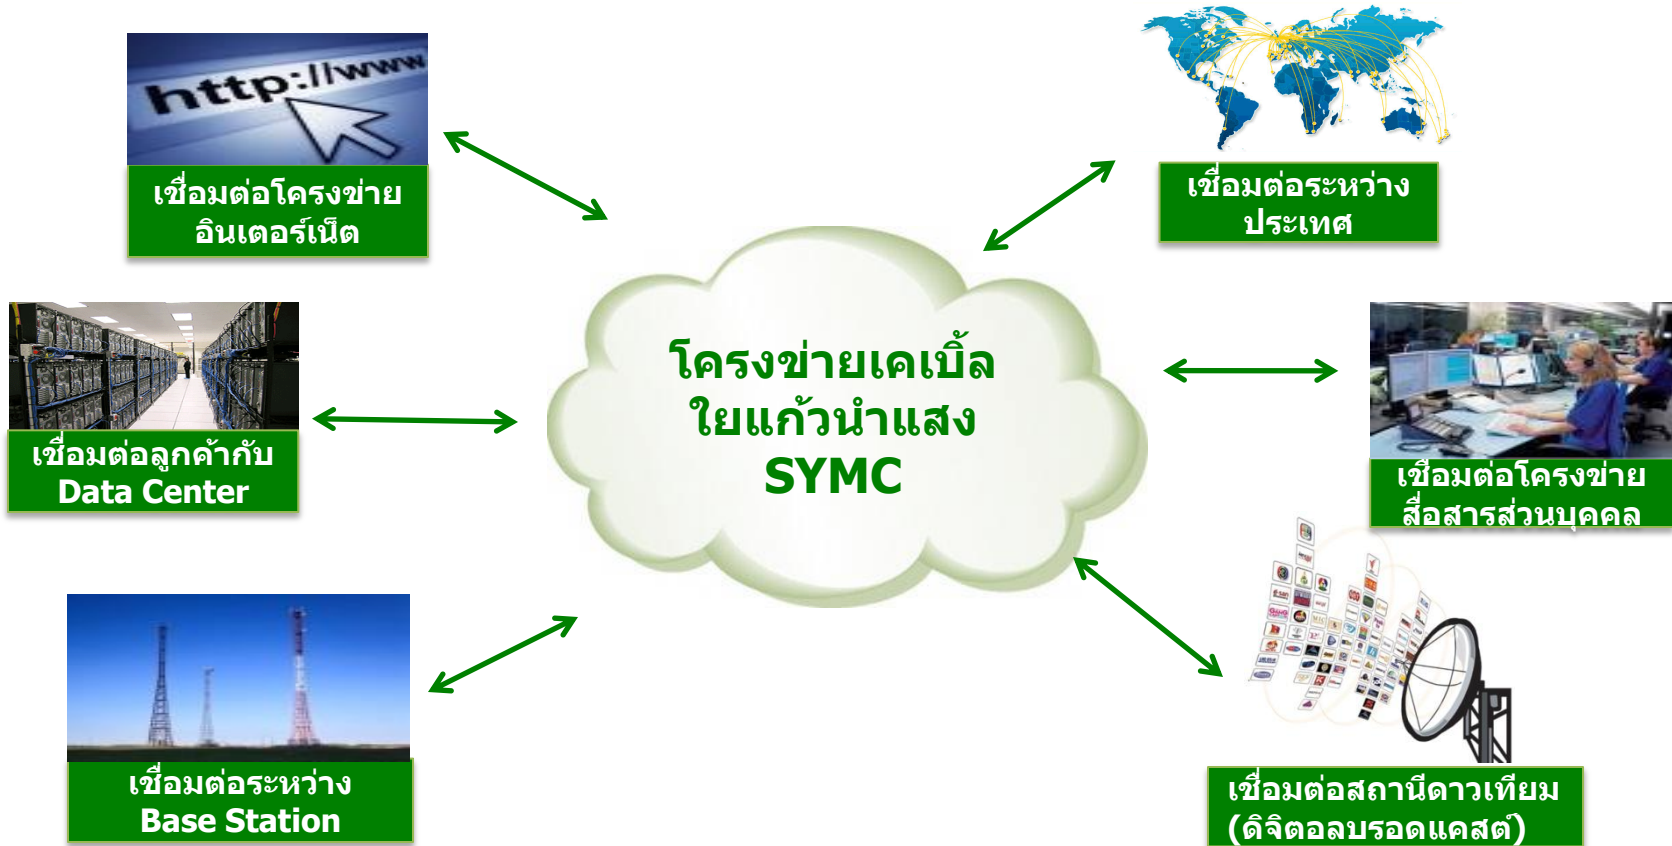 http://www
เชื่อมต่อโครงข่าย
อินเตอร์เน็ต
เชื่อมต่อระหว่าง
ประเทศ
โครงข่ายเคเบิ้ล
ใยแก้วนำแสง
SYMC
เชื่อมต่อลูกค้ากับ
Data Center
เชื่อมต่อโครงข่าย
สื่อสารส่วนบุคคล
เชื่อมต่อระหว่าง
Base Station
เชื่อมต่อสถานีดาวเทียม
(ดิจิตอลบรอดแคสต์)